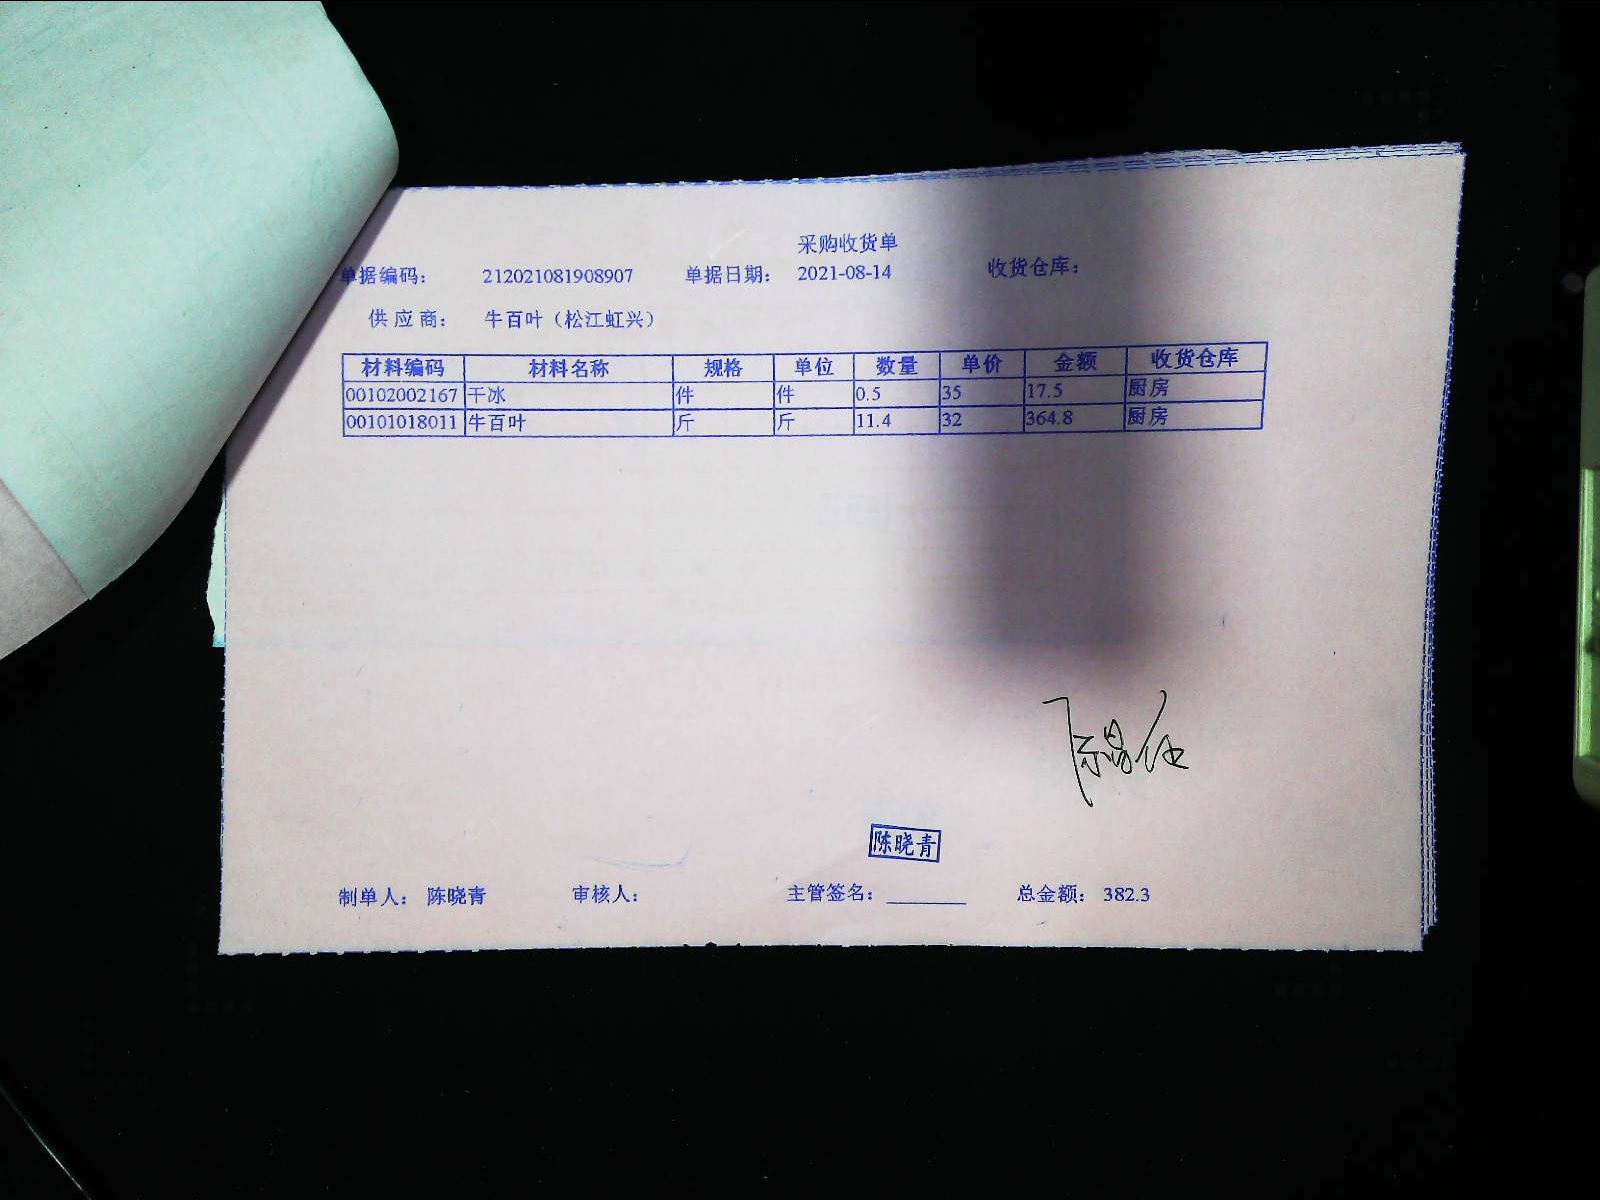 采购收货单
单据编码： 212021081908907 单据日期： 2021-08-14 收货仓库：
供应商： 牛百叶（松江虹兴）
材料编码 材料名称 规格 单位 数量 单价 金额 收货仓库
00102002167 干冰 件 件 0.5 35 17.5 厨房
00101018011 牛百叶 斤 斤 11.4 32 364.8 厨房
陈晓青
制单人： 陈晓青 审核人： 主管签名： 总金额： 382.3